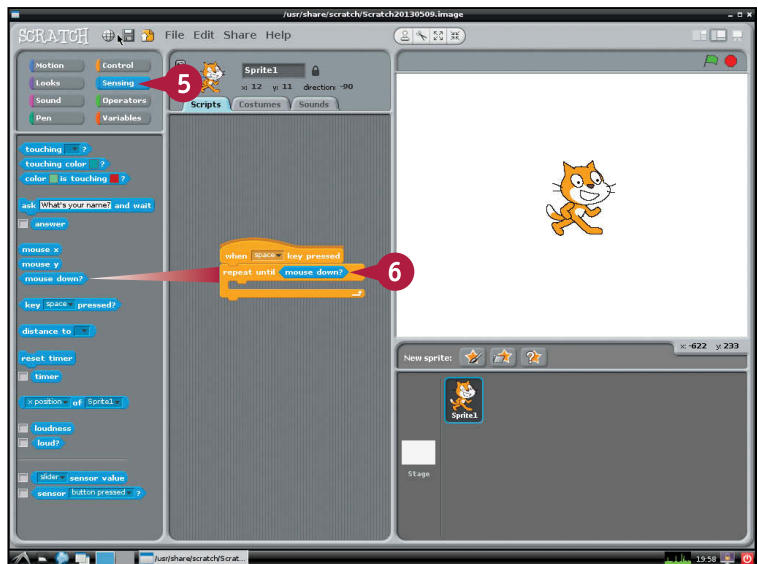 /usr/share/scratch/Scratch20130509.image
SCRATCH File Edit Share Help
Motion Control
Looks Sensing
Sound Operators
Pen Variables
5
Sprite1
x: 12 y: 11 direction: -90
Scripts Costumes Sounds
touching ?
touching color ?
color is touching ?
ask What's your name? and wait
answer
mouse x
mouse y
mouse down?
key space pressed?
distance to
reset timer
timer
x position of Sprite1
loudness
loud?
slider sensor value
sensor button pressed ?
when space key pressed
repeat until mouse down?
6
x: -622 y: 233
New sprite:
Sprite1
Stage
/usr/share/scratch/Scrat...
19:58